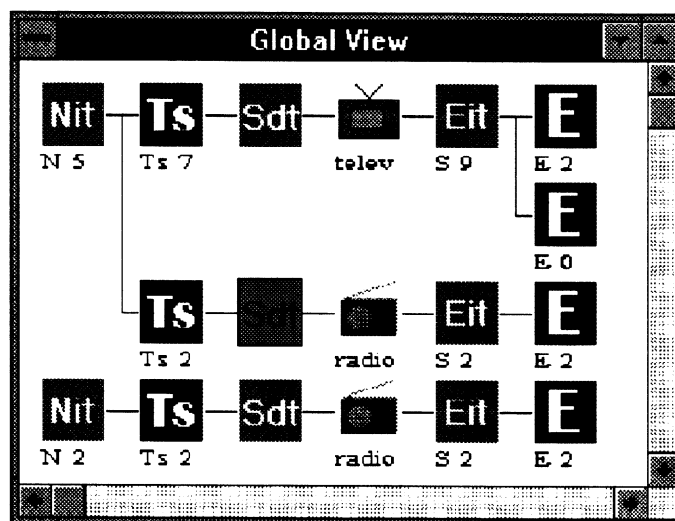 Global View
Nit Ts Sdt Eit E
N 5 Ts 7 telev S 9 E 2
E
E 0
Ts Sdt Eit E
Ts 2 radio S 2 E 2
Nit Ts Sdt Eit E
N 2 Ts 2 radio S 2 E 2